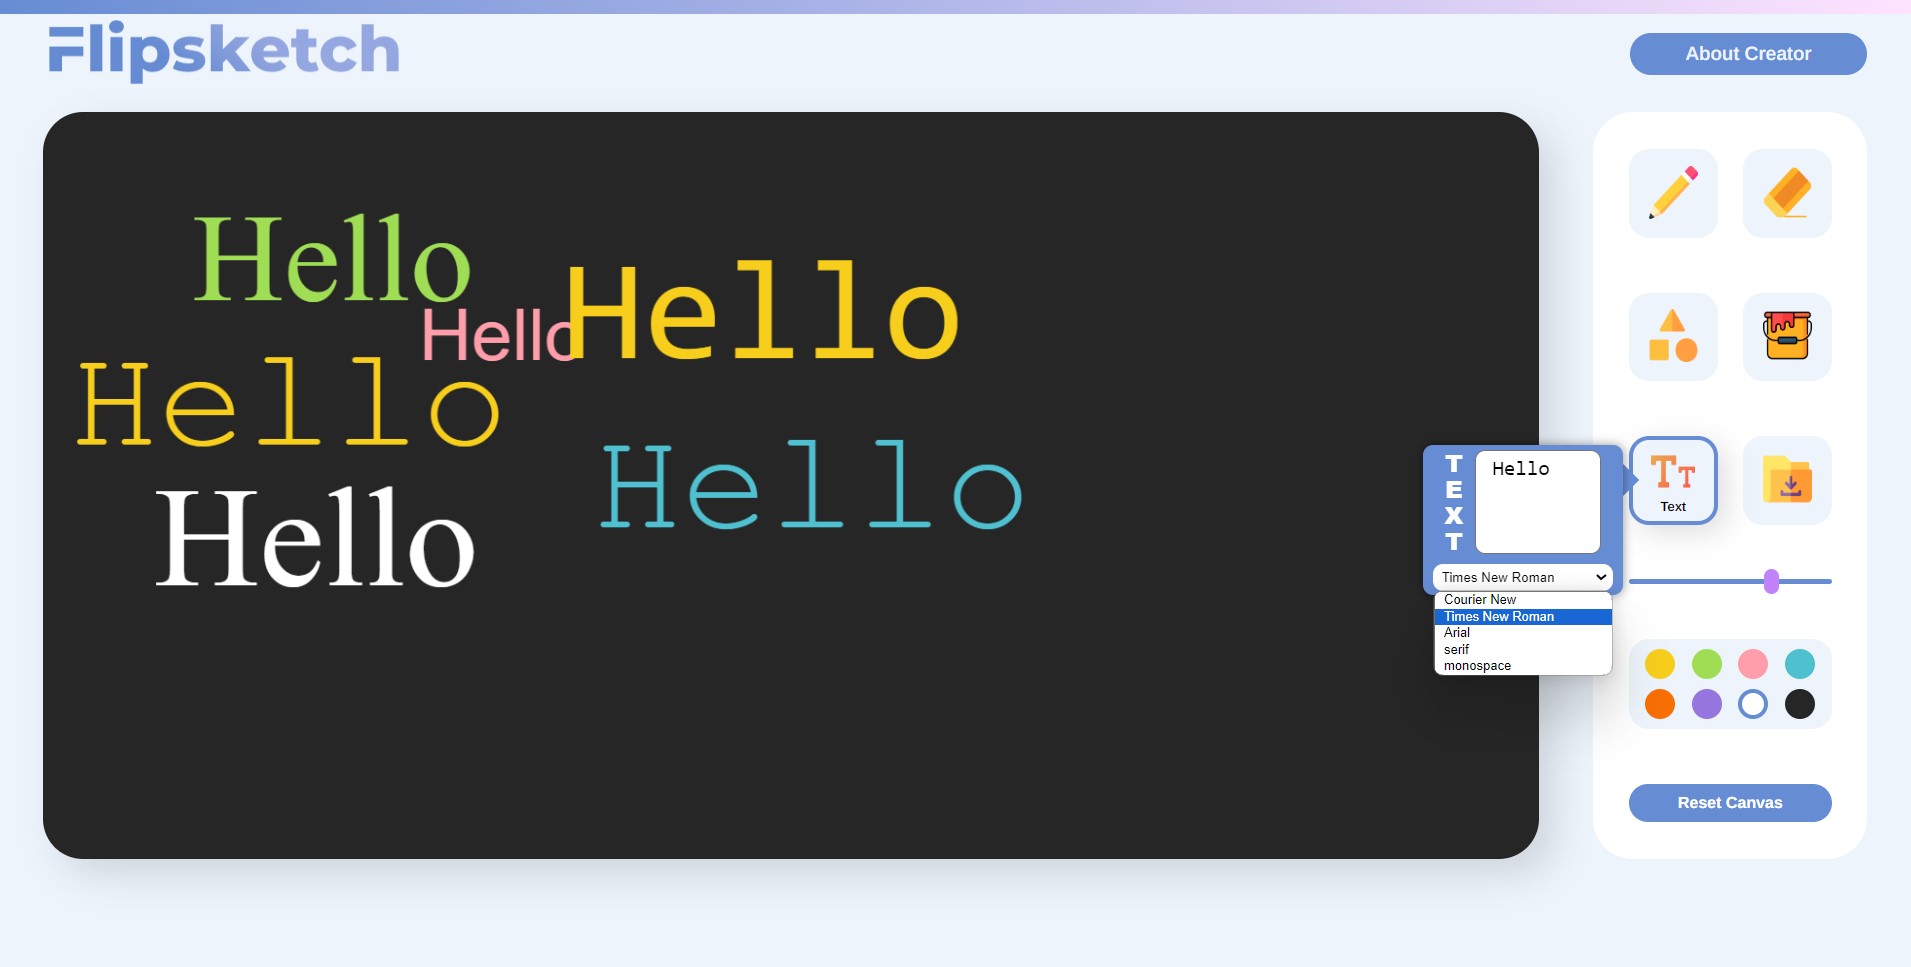 Flipsketch
About Creator
Hello
Hello
Hello
Hello
Hello
Hello
TEXT
Hello
Text
Times New Roman
Courier New
Times New Roman
Arial
serif
monospace
Reset Canvas